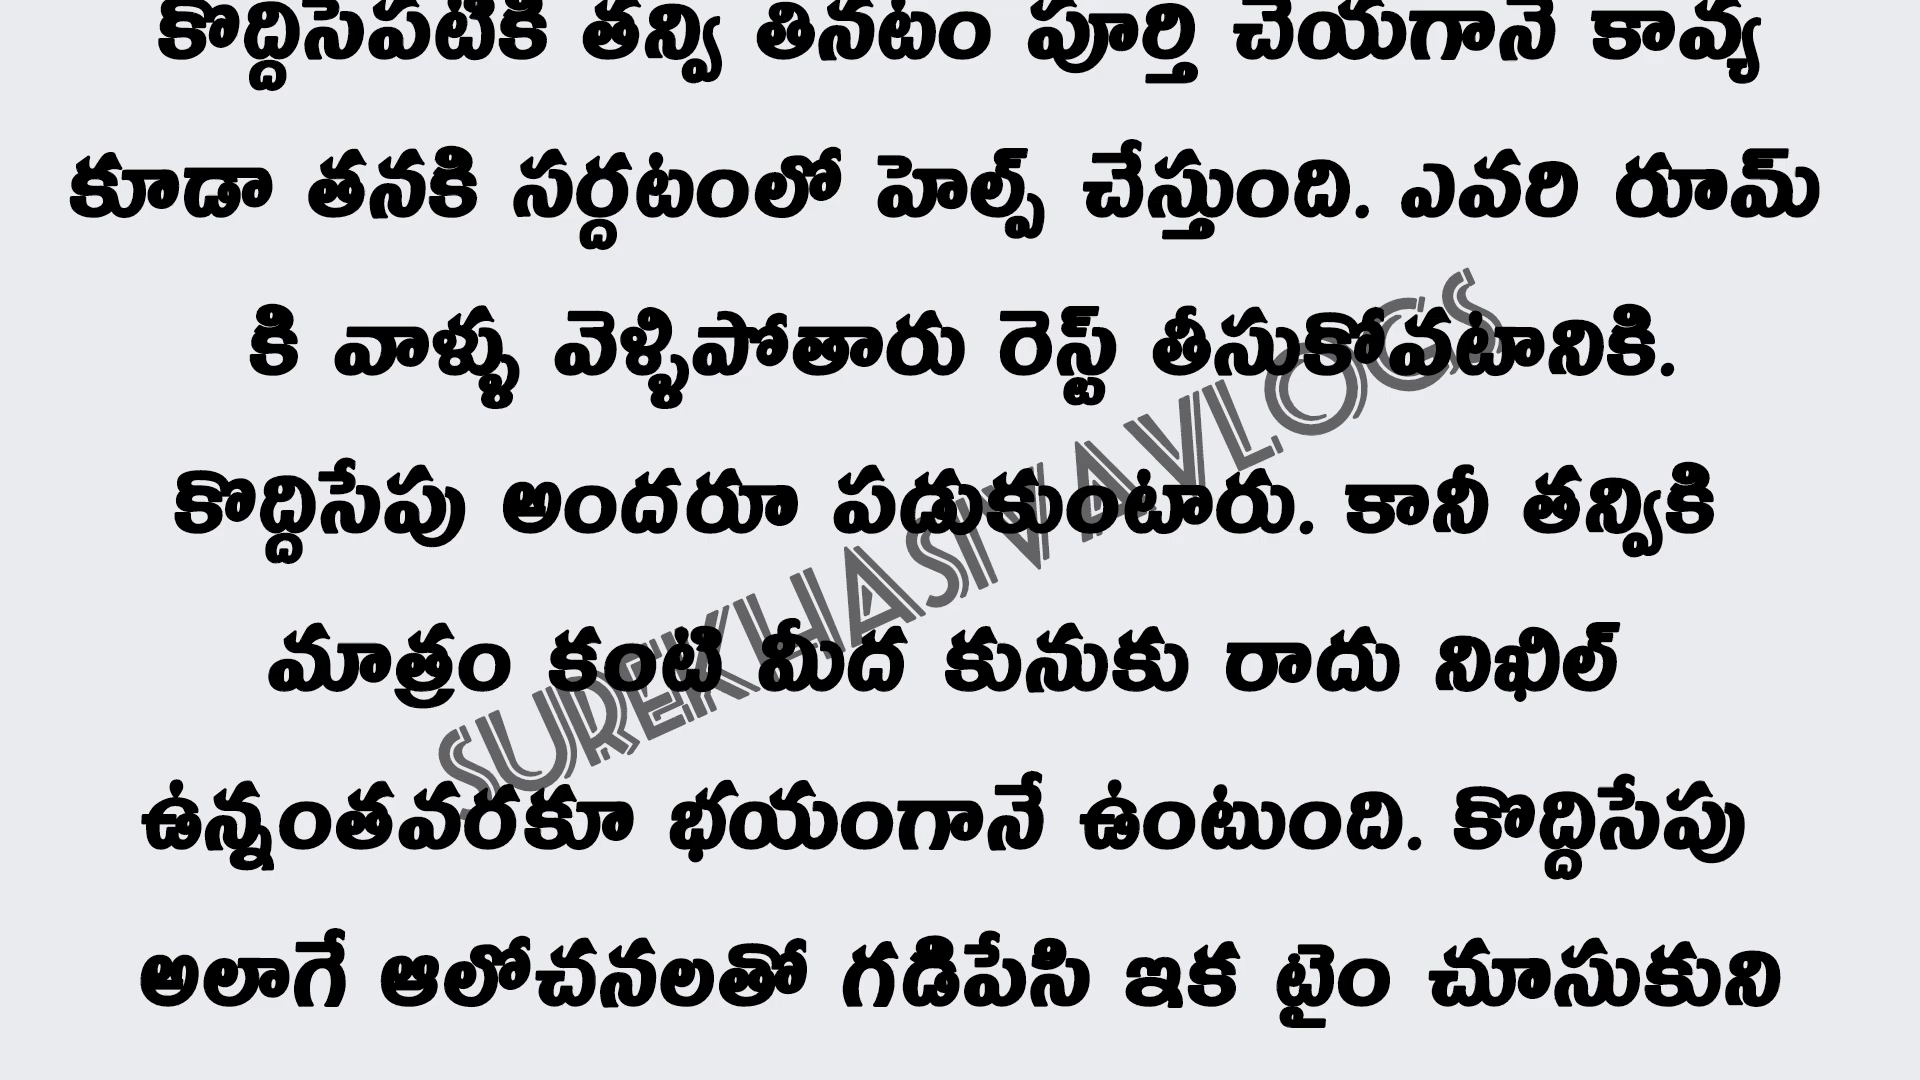 కొద్దిసేపటికి తన్వి తినటం పూర్తి చేయగానే కావ్య
కూడా తనకి సర్దటంలో హెల్ప్ చేస్తుంది. ఎవరి రూమ్
కి వాళ్ళు వెళ్ళిపోతారు రెస్ట్ తీసుకోవటానికి.
కొద్దిసేపు అందరూ పడుకుంటారు. కానీ తన్వికి
మాత్రం కంటి మీద కునుకు రాదు నిఖిల్
ఉన్నంతవరకూ భయంగానే ఉంటుంది. కొద్దిసేపు
అలాగే ఆలోచనలతో గడిపేసి ఇక టైం చూసుకుని
SUREKHASIVAVLOGS